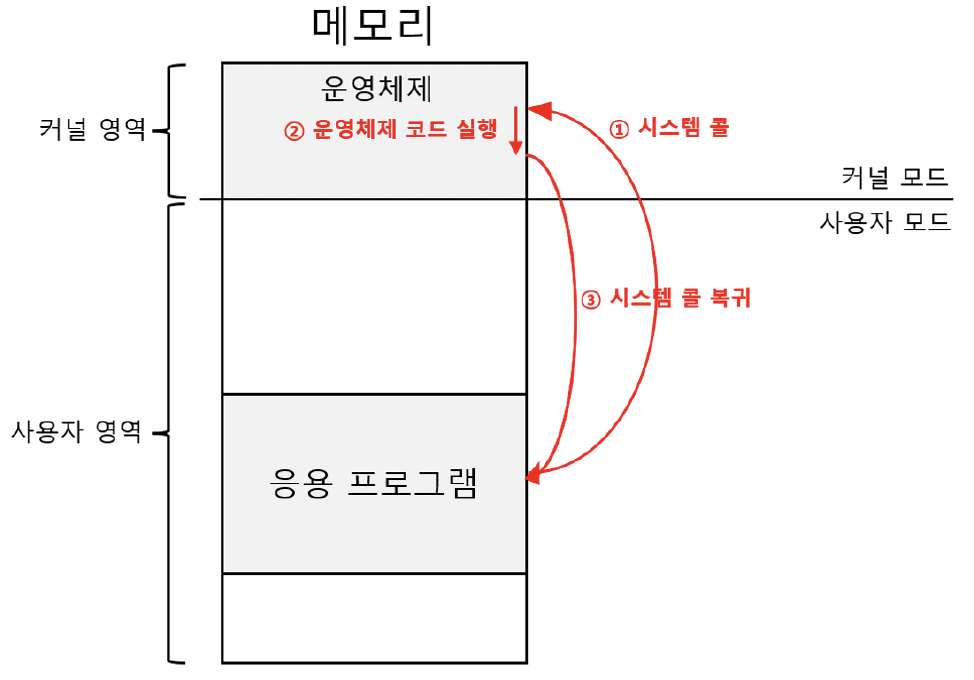 메모리
운영체제
커널 영역
② 운영체제 코드 실행
① 시스템 콜
커널 모드
사용자 모드
③ 시스템 콜 복귀
사용자 영역
응용 프로그램